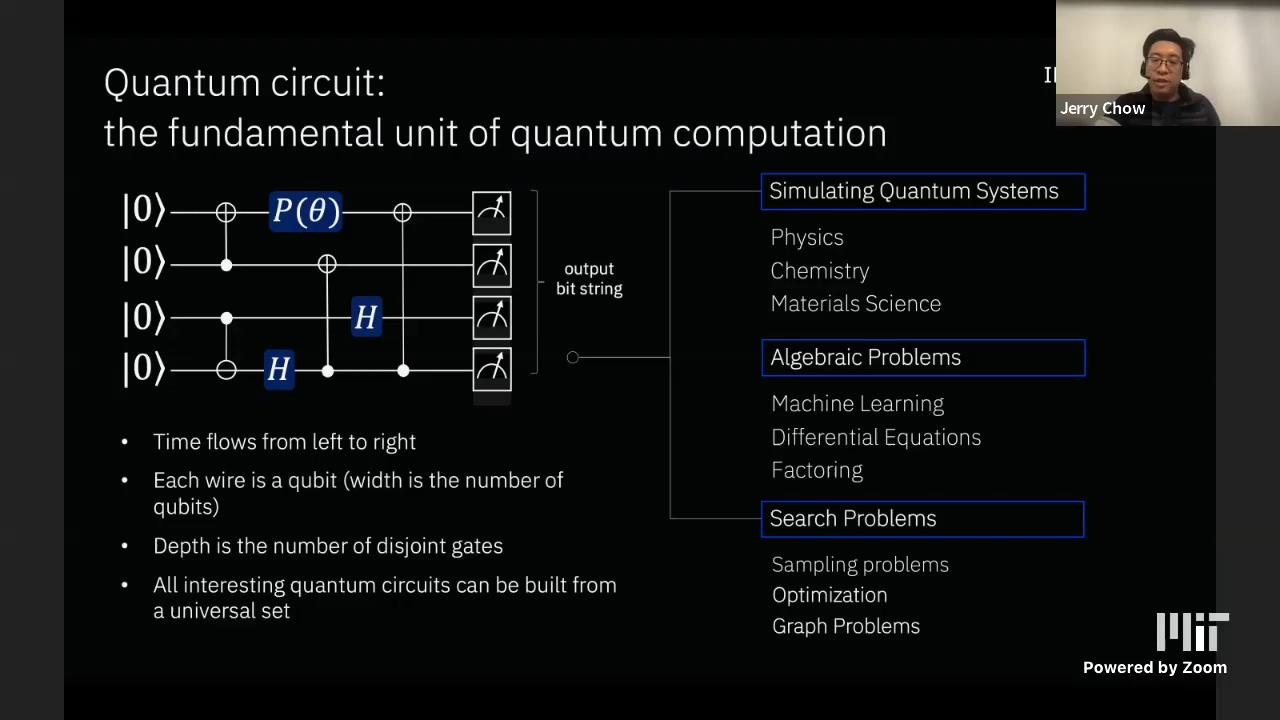 Quantum circuit:
the fundamental unit of quantum computation
Jerry Chow
|0⟩
P(θ)
|0⟩
|0⟩
H
|0⟩
H
output
bit string
• Time flows from left to right
• Each wire is a qubit (width is the number of
qubits)
• Depth is the number of disjoint gates
• All interesting quantum circuits can be built from
a universal set
Simulating Quantum Systems
Physics
Chemistry
Materials Science
Algebraic Problems
Machine Learning
Differential Equations
Factoring
Search Problems
Sampling problems
Optimization
Graph Problems
MIT
Powered by Zoom